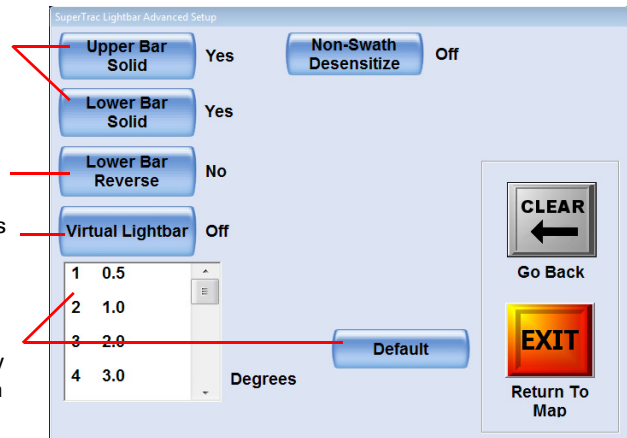 SuperTrac Lightbar Advanced Setup
Upper Bar
Solid
Yes
Non-Swath
Desensitize
Off
Lower Bar
Solid
Yes
Lower Bar
Reverse
No
Virtual Lightbar
Off
1 0.5
2 1.0
3 2.0
4 3.0
Degrees
Default
CLEAR
Go Back
EXIT
Return To
Map